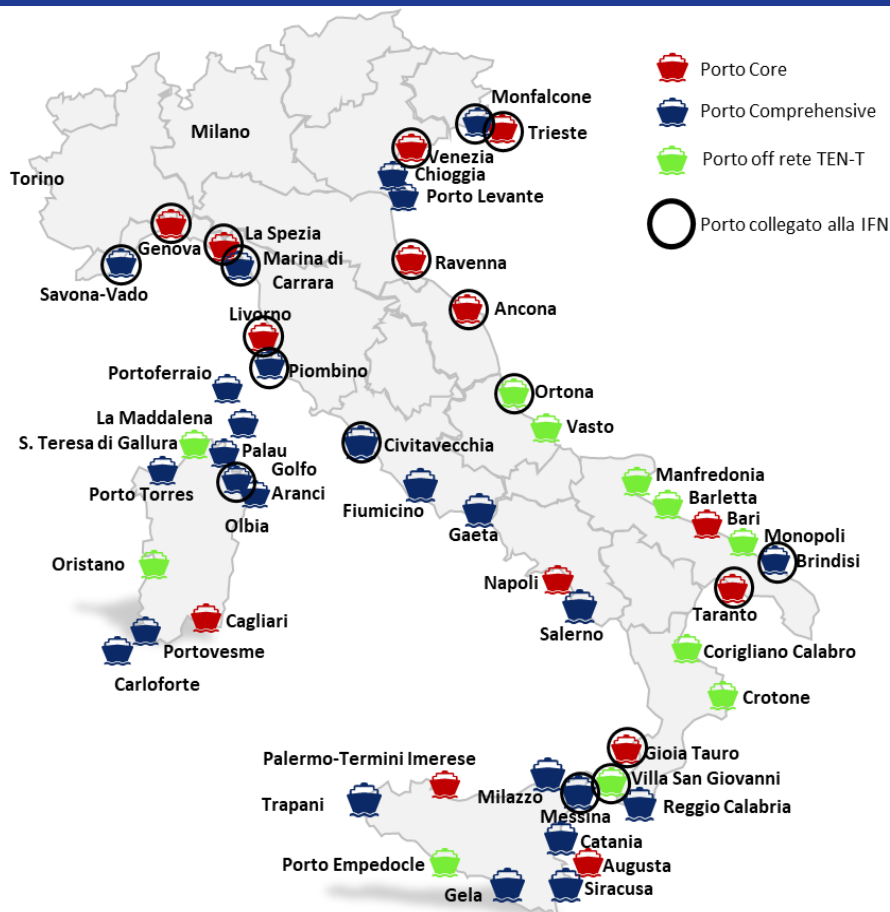 Porto Core
Porto Comprehensive
Porto off rete TEN-T
Porto collegato alla IFN
Monfalcone
Milano
Trieste
Venezia
Torino
Chioggia
Porto Levante
La Spezia
Genova
Marina di
Carrara
Ravenna
Savona-Vado
Livorno
Ancona
Piombino
Portoferraio
Ortona
La Maddalena
Vasto
S. Teresa di Gallura
Palau
Civitavecchia
Golfo
Aranci
Porto Torres
Manfredonia
Barletta
Fiumicino
Olbia
Bari
Gaeta
Monopoli
Brindisi
Oristano
Napoli
Taranto
Cagliari
Salerno
Portovesme
Corigliano Calabro
Carloforte
Crotone
Gioia Tauro
Palermo-Termini Imerese
Villa San Giovanni
Trapani
Milazzo
Reggio Calabria
Messina
Catania
Porto Empedocle
Augusta
Gela
Siracusa